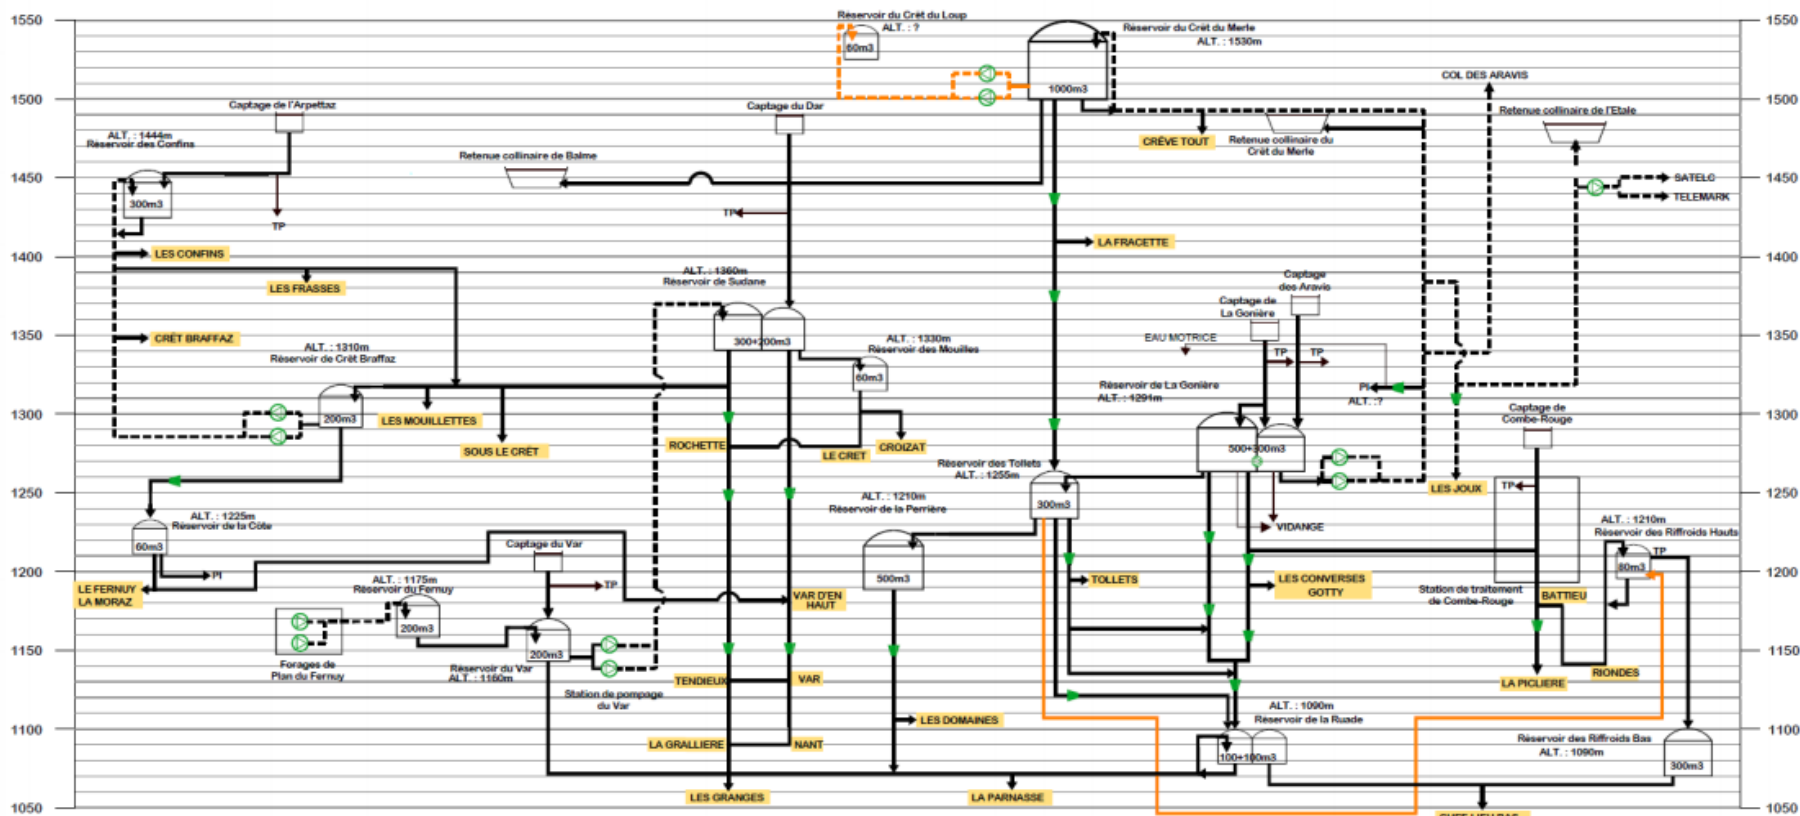 1550
1500
1450
1400
1350
1300
1250
1200
1150
1100
1050
1550
1500
1450
1400
1350
1300
1250
1200
1150
1100
1050
Réservoir du Crêt du Loup
ALT. : ?
60m3
Réservoir du Crêt du Merle
ALT. : 1530m
1000m3
COL DES ARAVIS
Captage de l'Arpettaz
Captage du Dar
Retenue collinaire de l'Etale
ALT. : 1444m
Réservoir des Confins
300m3
TP
Retenue collinaire de Balme
TP
CRÈVE TOUT
Retenue collinaire du
Crêt du Merle
SATELC
TELEMARK
LES CONFINS
LES FRASSES
LA FRACETTE
ALT. : 1360m
Réservoir de Sudane
300+200m3
Captage
des Aravis
Captage de
La Gonière
EAU MOTRICE
TP
TP
CRÊT BRAFFAZ
ALT. : 1310m
Réservoir de Crêt Braffaz
200m3
ALT. : 1330m
Réservoir des Mouilles
60m3
Réservoir de La Gonière
ALT. : 1291m
500+300m3
PI
ALT. :?
Captage de
Combe-Rouge
LES MOUILLETTES
SOUS LE CRÊT
ROCHETTE
LE CRET
CROIZAT
Réservoir des Tollets
ALT. : 1255m
300m3
LES JOUX
TP
ALT. : 1210m
Réservoir de la Perrière
500m3
VIDANGE
ALT. : 1225m
Réservoir de la Côte
60m3
PI
Captage du Var
TP
ALT. : 1210m
Réservoir des Riffroids Hauts
TP
80m3
LE FERNUY
LA MORAZ
ALT. : 1175m
Réservoir du Fernuy
200m3
VAR D'EN
HAUT
TOLLETS
LES CONVERSES
GOTTY
Station de traitement
de Combe-Rouge
BATTIEU
Forages de
Plan du Fernuy
Réservoir du Var
ALT. : 1160m
200m3
Station de pompage
du Var
TENDIEUX
VAR
LA PICLIERE
RIONDES
LES DOMAINES
ALT. : 1090m
Réservoir de la Ruade
100+100m3
LA GRALLIERE
NANT
Réservoir des Riffroids Bas
ALT. : 1090m
300m3
LES GRANGES
LA PARNASSE